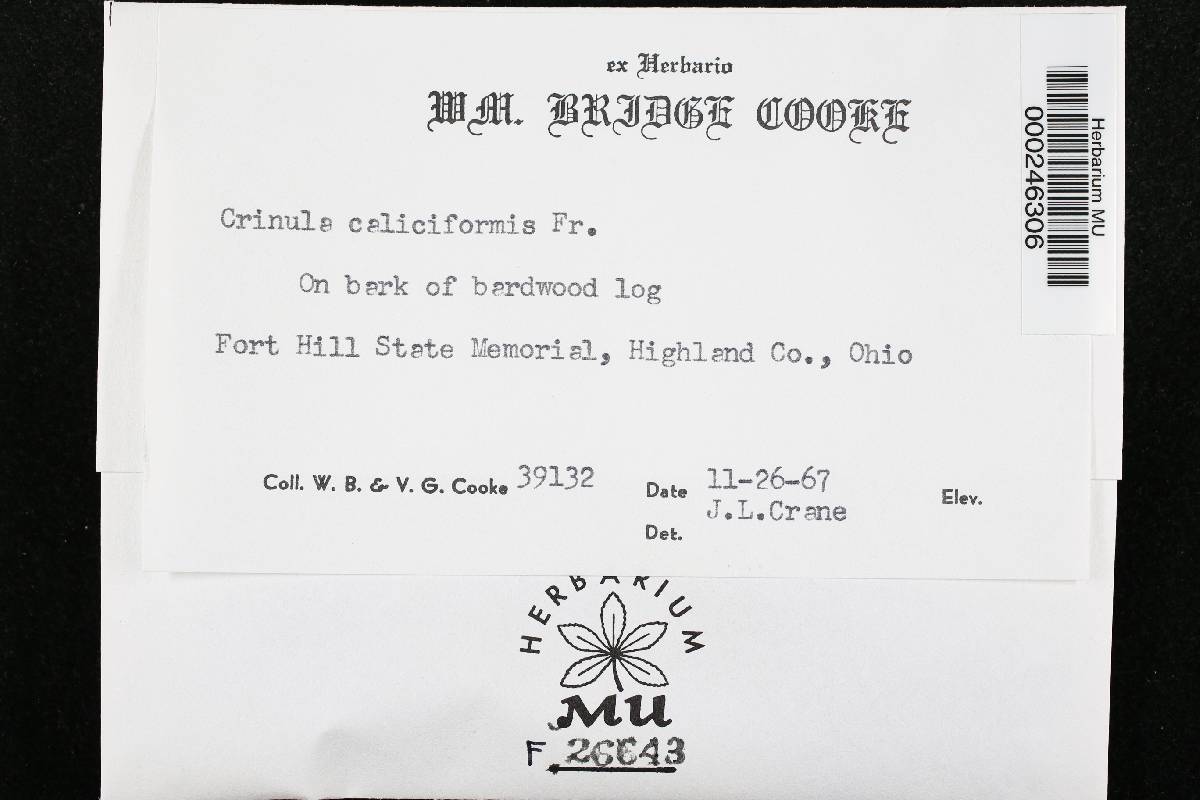 ex Herbario
WM. BRIDGE COOKE
Crinula caliciformis Fr.
On bark of hardwood log
Fort Hill State Memorial, Highland Co., Ohio
Coll. W. B. & V. G. Cooke 39132 Date 11-26-67 Elev.
J.L.Crane
Det.
Herbarium MU
000246306
HERBARIUM
MU
F 26643